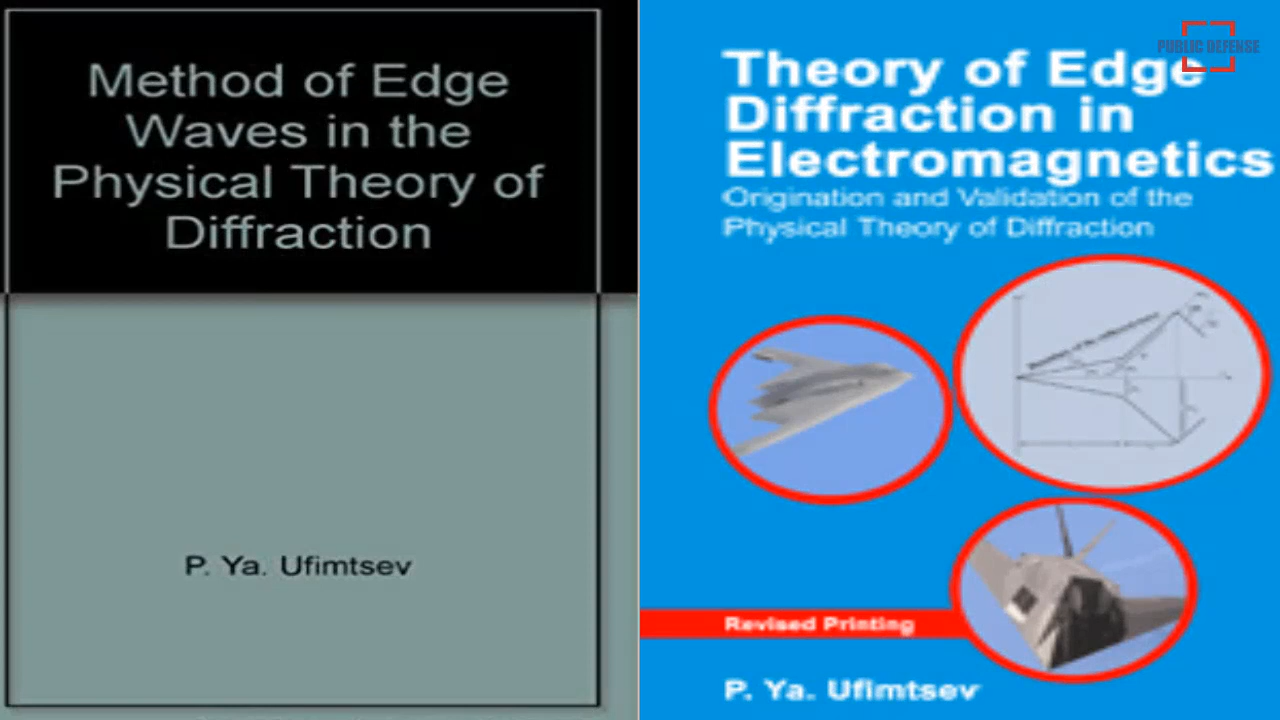 Method of Edge
Waves in the
Physical Theory of
Diffraction
P. Ya. Ufimtsev
PUBLIC DEFENSE
Theory of Edge
Diffraction in
Electromagnetics
Origination and Validation of the
Physical Theory of Diffraction
Revised Printing
P. Ya. Ufimtsev